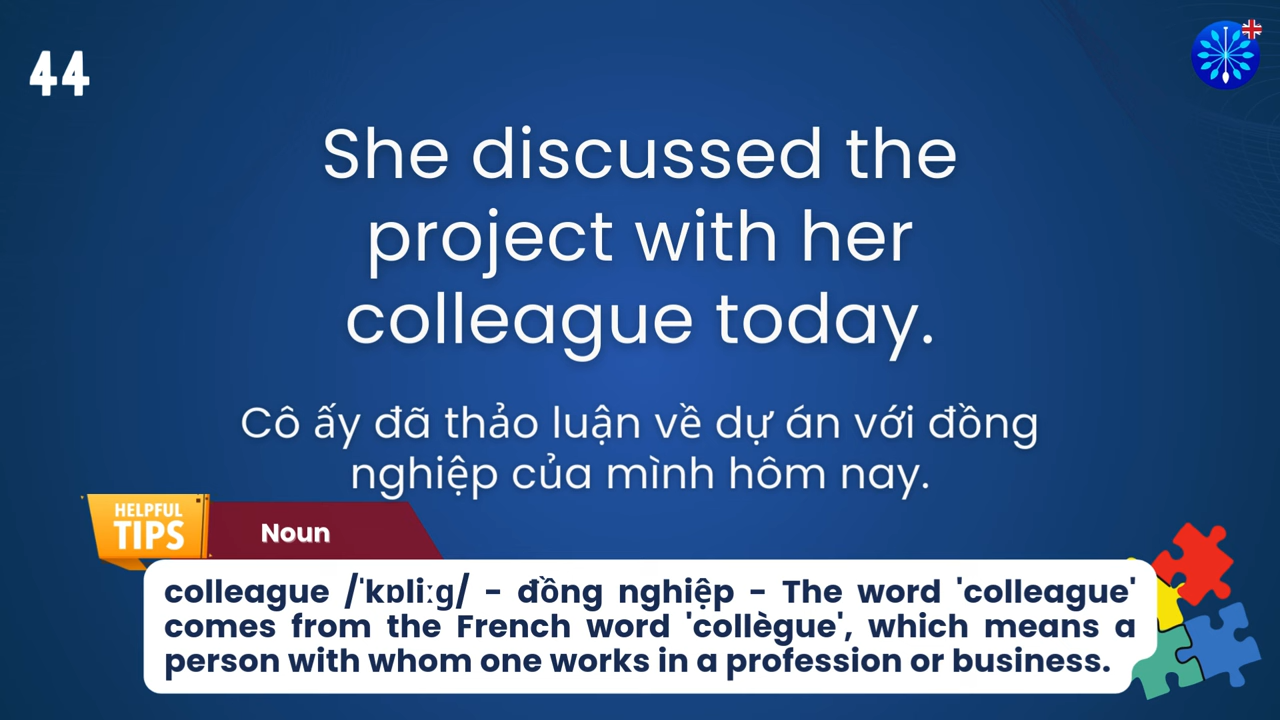 44
She discussed the
project with her
colleague today.
Cô ấy đã thảo luận về dự án với đồng
nghiệp của mình hôm nay.
HELPFUL
TIPS
Noun
colleague /ˈkɒliːɡ/ - đồng nghiệp - The word 'colleague'
comes from the French word 'collègue', which means a
person with whom one works in a profession or business.